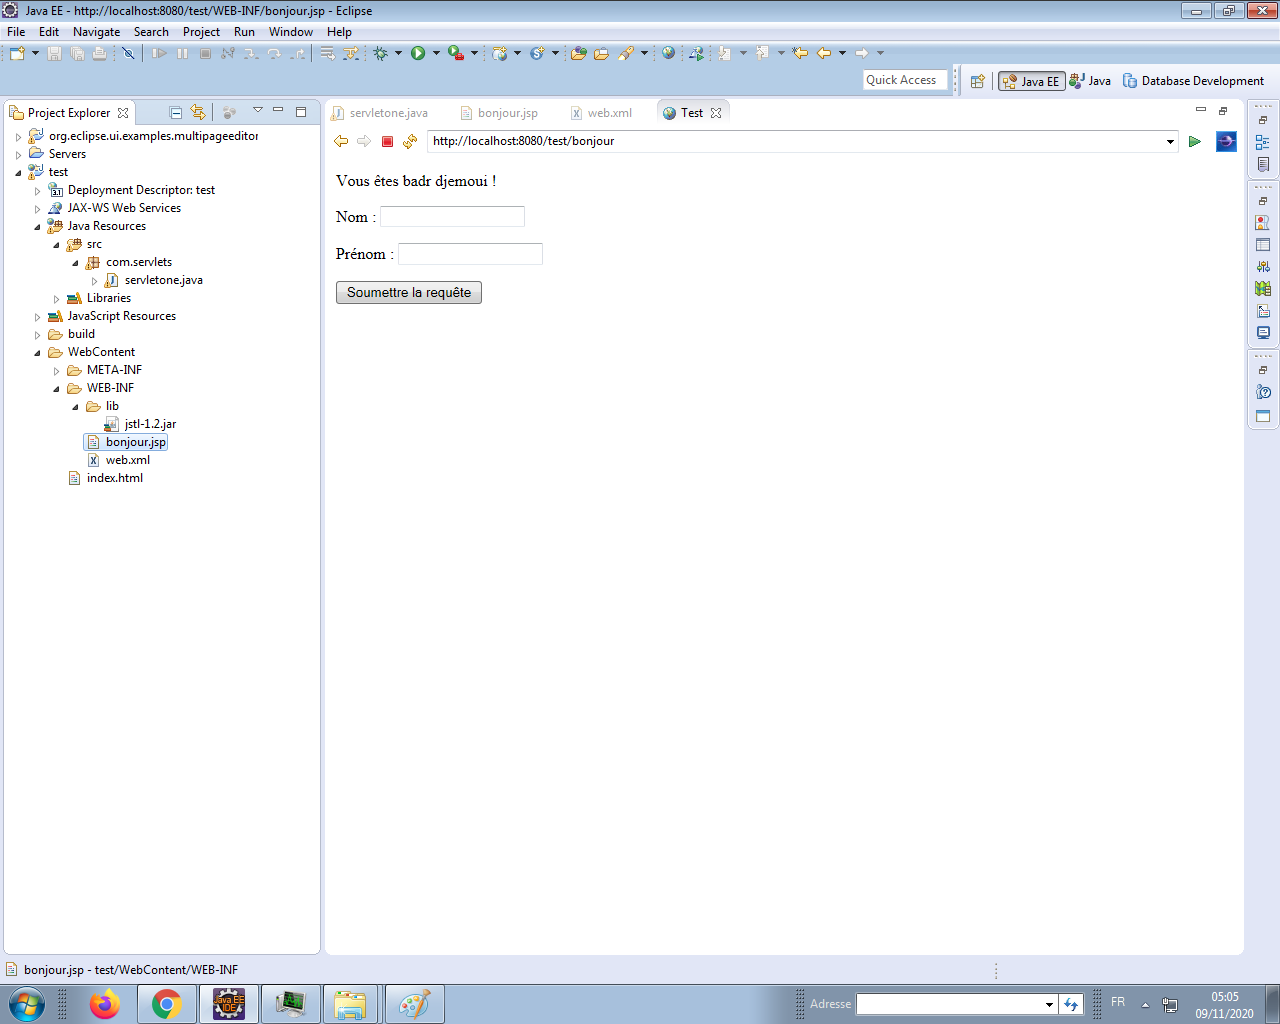 Java EE - http://localhost:8080/test/WEB-INF/bonjour.jsp - Eclipse
File Edit Navigate Search Project Run Window Help
Quick Access Java EE Java Database Development
Project Explorer
org.eclipse.ui.examples.multipageeditor
Servers
test
Deployment Descriptor: test
JAX-WS Web Services
Java Resources
src
com.servlets
servletone.java
Libraries
JavaScript Resources
build
WebContent
META-INF
WEB-INF
lib
jstl-1.2.jar
bonjour.jsp
web.xml
index.html
servletone.java bonjour.jsp web.xml Test
http://localhost:8080/test/bonjour
Vous êtes badr djemoui !
Nom :
Prénom :
Soumettre la requête
bonjour.jsp - test/WebContent/WEB-INF
Java EE
IDE
Adresse
FR
05:05
09/11/2020